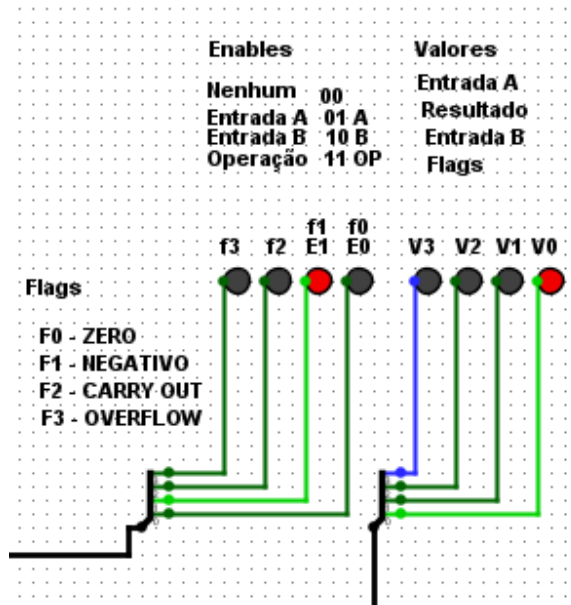 Enables
Valores
Nenhum 00
Entrada A 01 A
Entrada B 10 B
Operação 11 OP
Entrada A
Resultado
Entrada B
Flags
f1 f0
f3 f2 E1 E0 V3 V2 V1 V0
Flags
F0 - ZERO
F1 - NEGATIVO
F2 - CARRY OUT
F3 - OVERFLOW